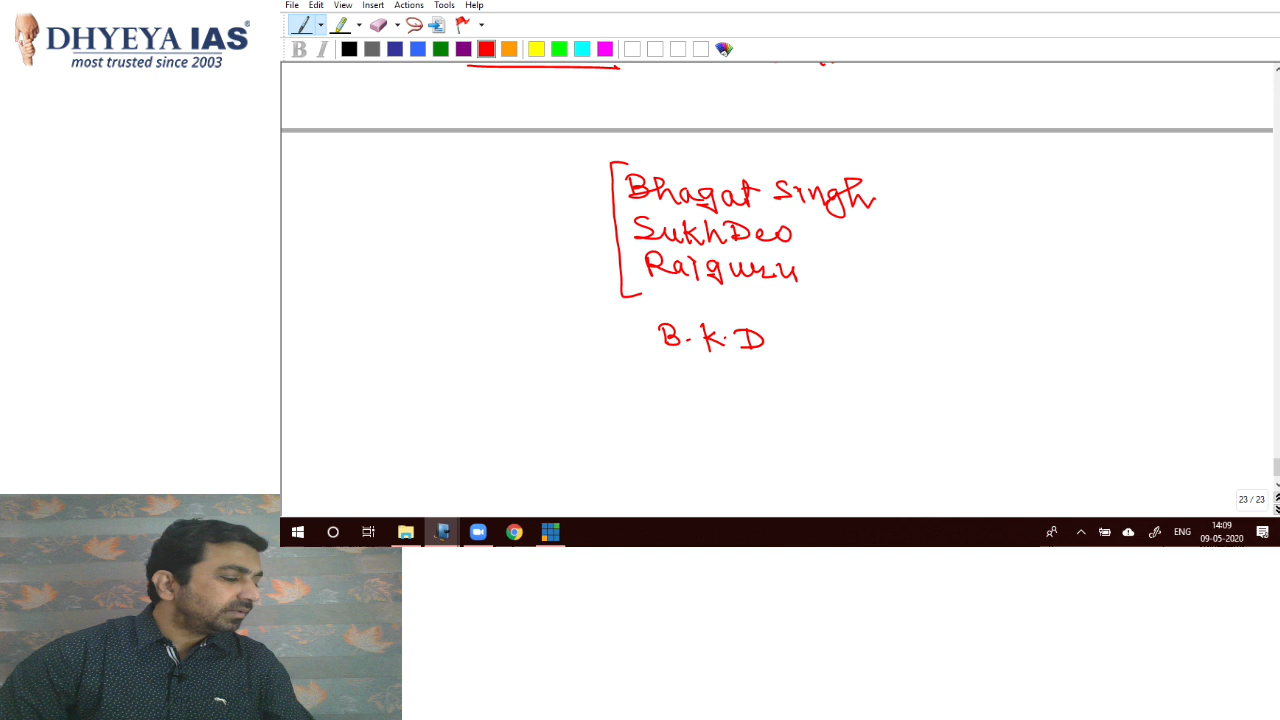 File Edit View Insert Actions Tools Help
DHYEYA IAS®
most trusted since 2003
B I
Bhagat Singh
SukhDeo
Rajguru
B. K. D
23 / 23
ENG
14:09
09-05-2020